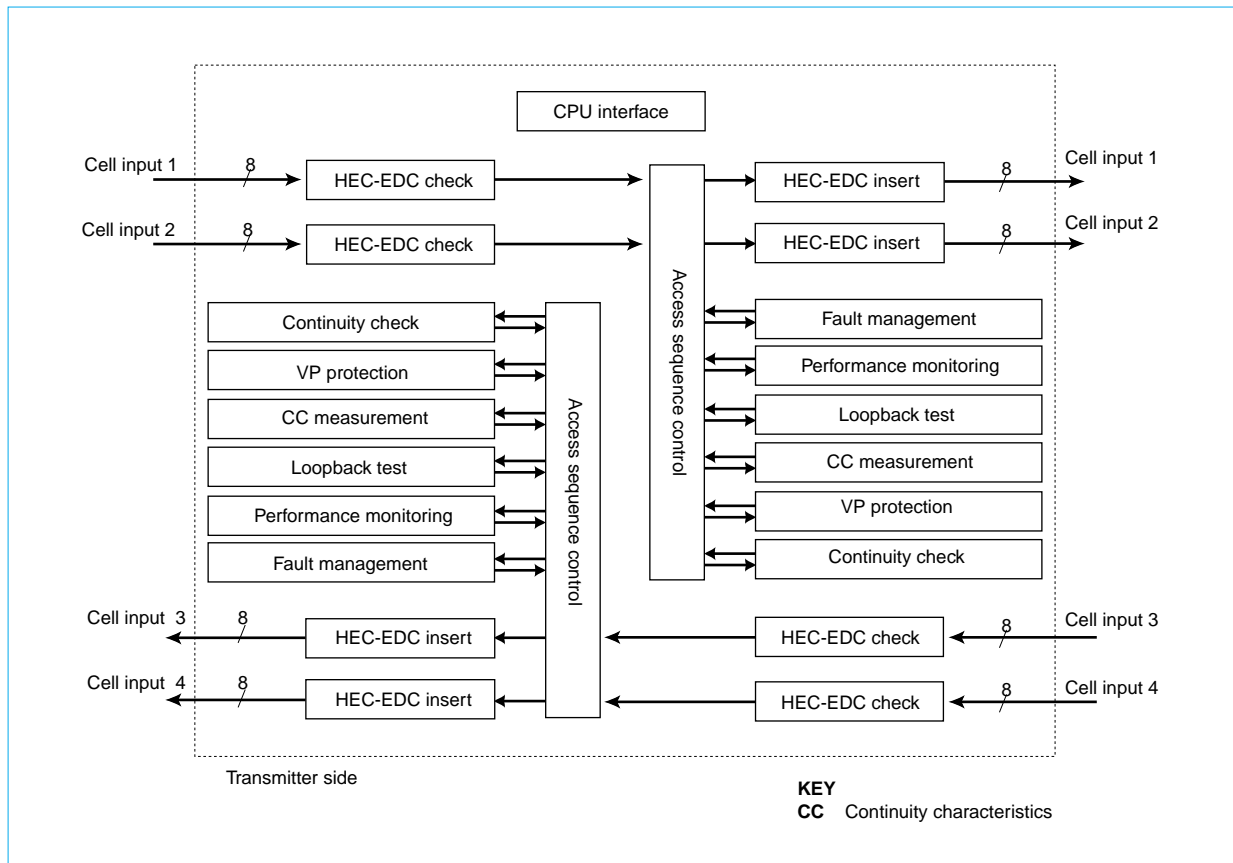 CPU interface
Cell input 1
8
HEC-EDC check
HEC-EDC insert
8
Cell input 1
Cell input 2
8
HEC-EDC check
HEC-EDC insert
8
Cell input 2
Access sequence control
Continuity check
VP protection
CC measurement
Loopback test
Performance monitoring
Fault management
Access sequence control
Fault management
Performance monitoring
Loopback test
CC measurement
VP protection
Continuity check
Cell input 3
8
HEC-EDC insert
HEC-EDC check
8
Cell input 3
Cell input 4
8
HEC-EDC insert
HEC-EDC check
8
Cell input 4
Transmitter side
KEY
CC Continuity characteristics